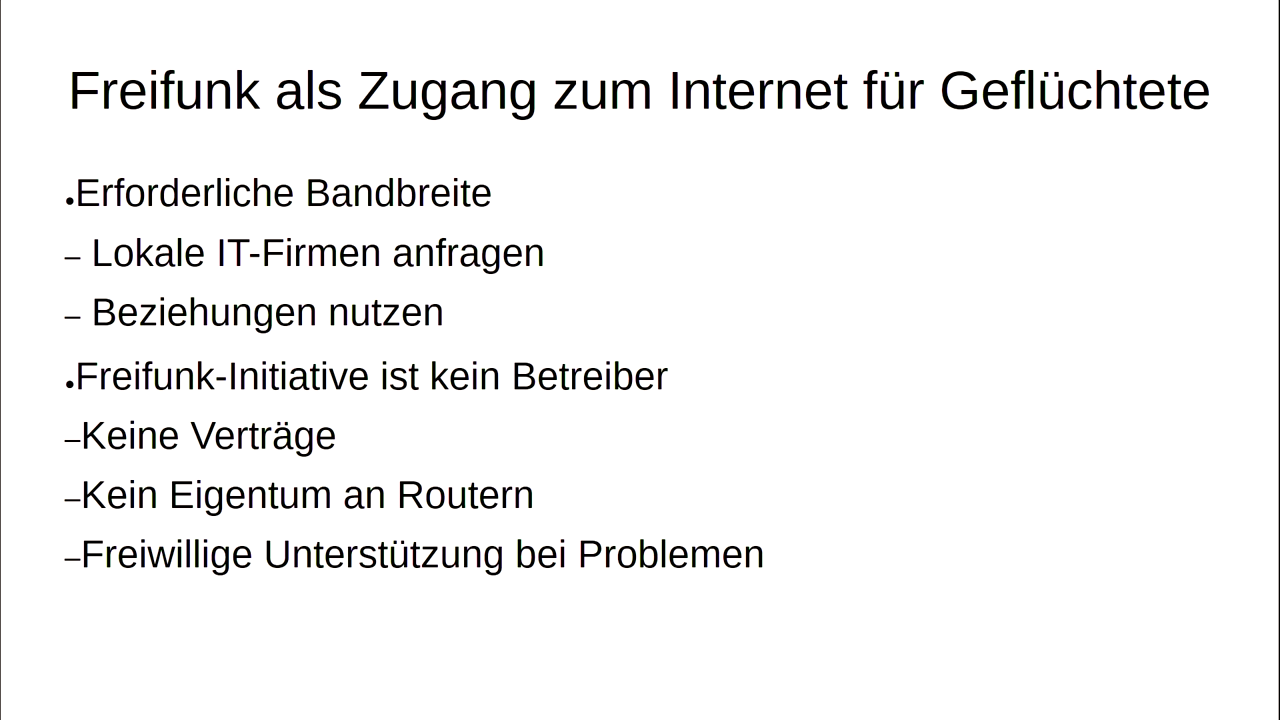 Freifunk als Zugang zum Internet für Geflüchtete
•Erforderliche Bandbreite
– Lokale IT-Firmen anfragen
– Beziehungen nutzen
•Freifunk-Initiative ist kein Betreiber
–Keine Verträge
–Kein Eigentum an Routern
–Freiwillige Unterstützung bei Problemen